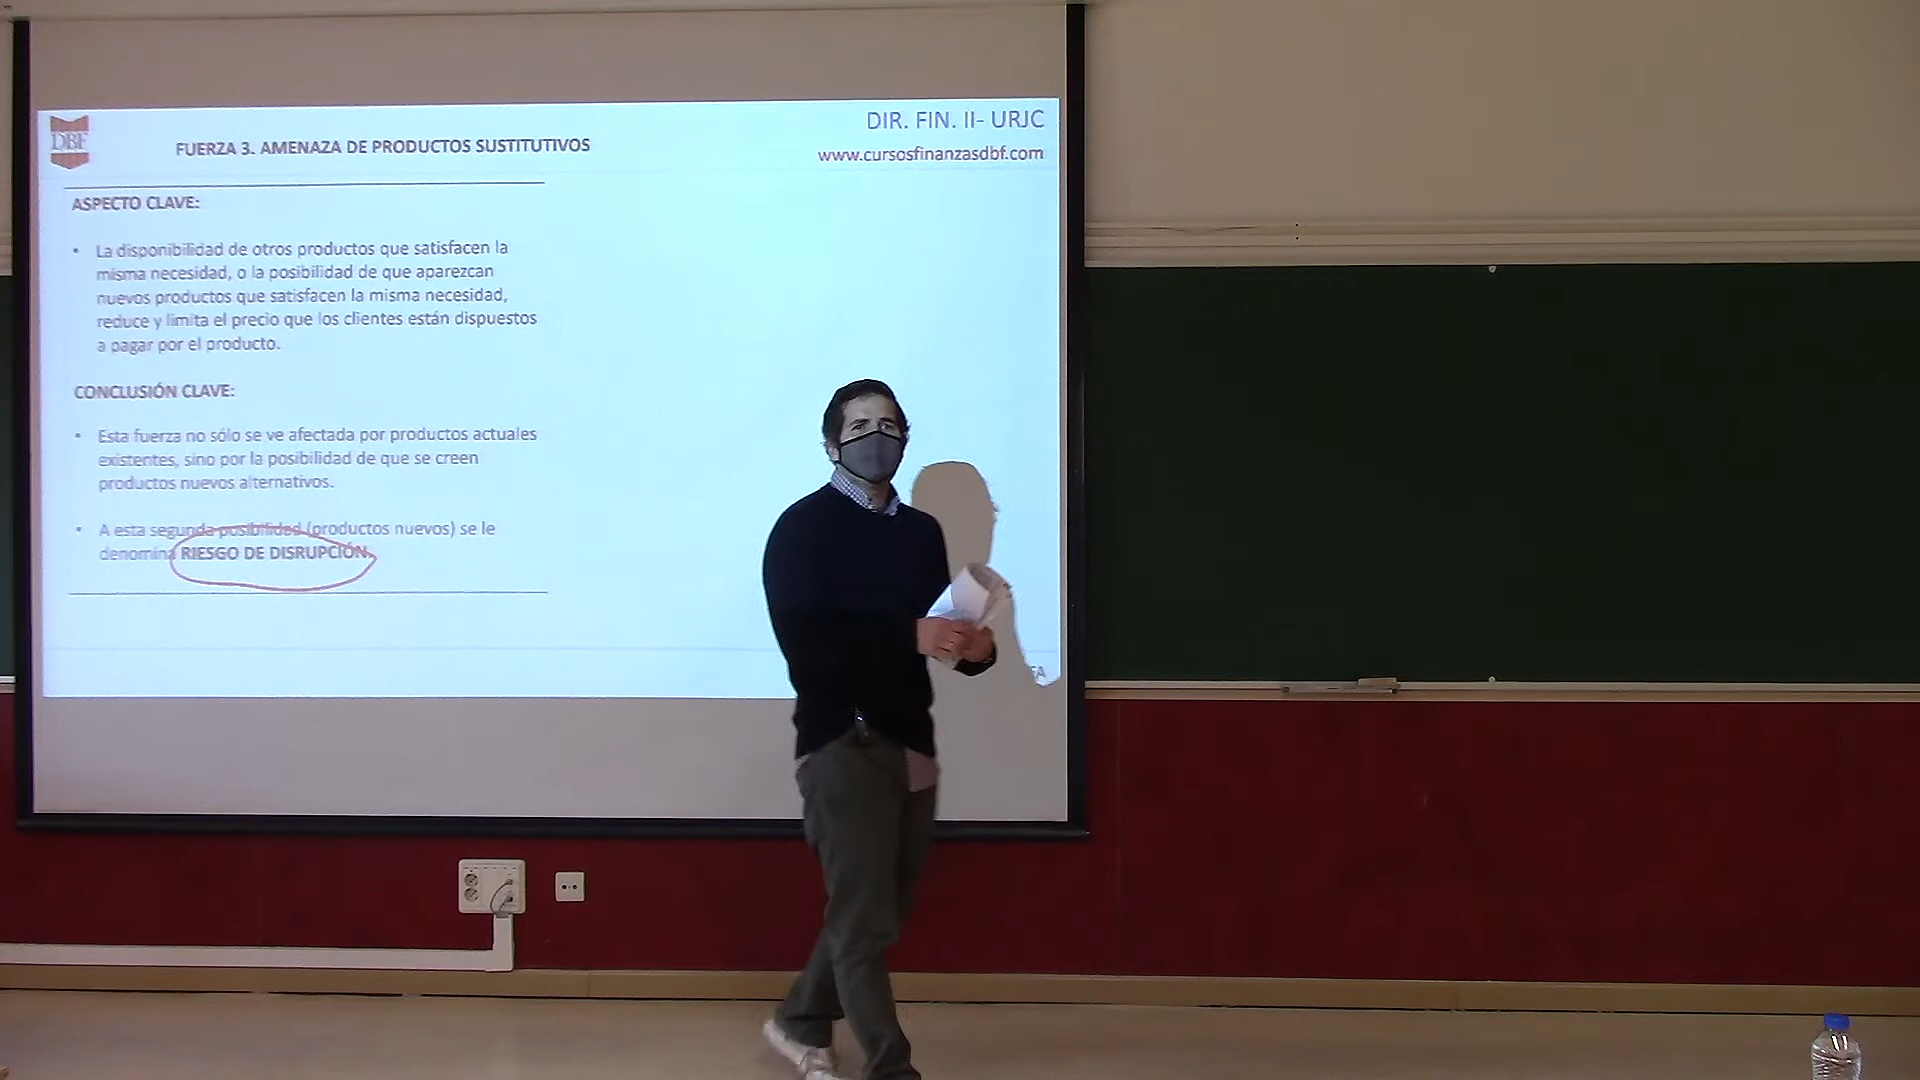 DBF
FUERZA 3. AMENAZA DE PRODUCTOS SUSTITUTIVOS
DIR. FIN. II- URJC
www.cursosfinanzasdbf.com
ASPECTO CLAVE:
• La disponibilidad de otros productos que satisfacen la
misma necesidad, o la posibilidad de que aparezcan
nuevos productos que satisfacen la misma necesidad,
reduce y limita el precio que los clientes están dispuestos
a pagar por el producto.
CONCLUSIÓN CLAVE:
• Esta fuerza no sólo se ve afectada por productos actuales
existentes, sino por la posibilidad de que se creen
productos nuevos alternativos.
• A esta segunda posibilidad (productos nuevos) se le
denomina RIESGO DE DISRUPCIÓN.